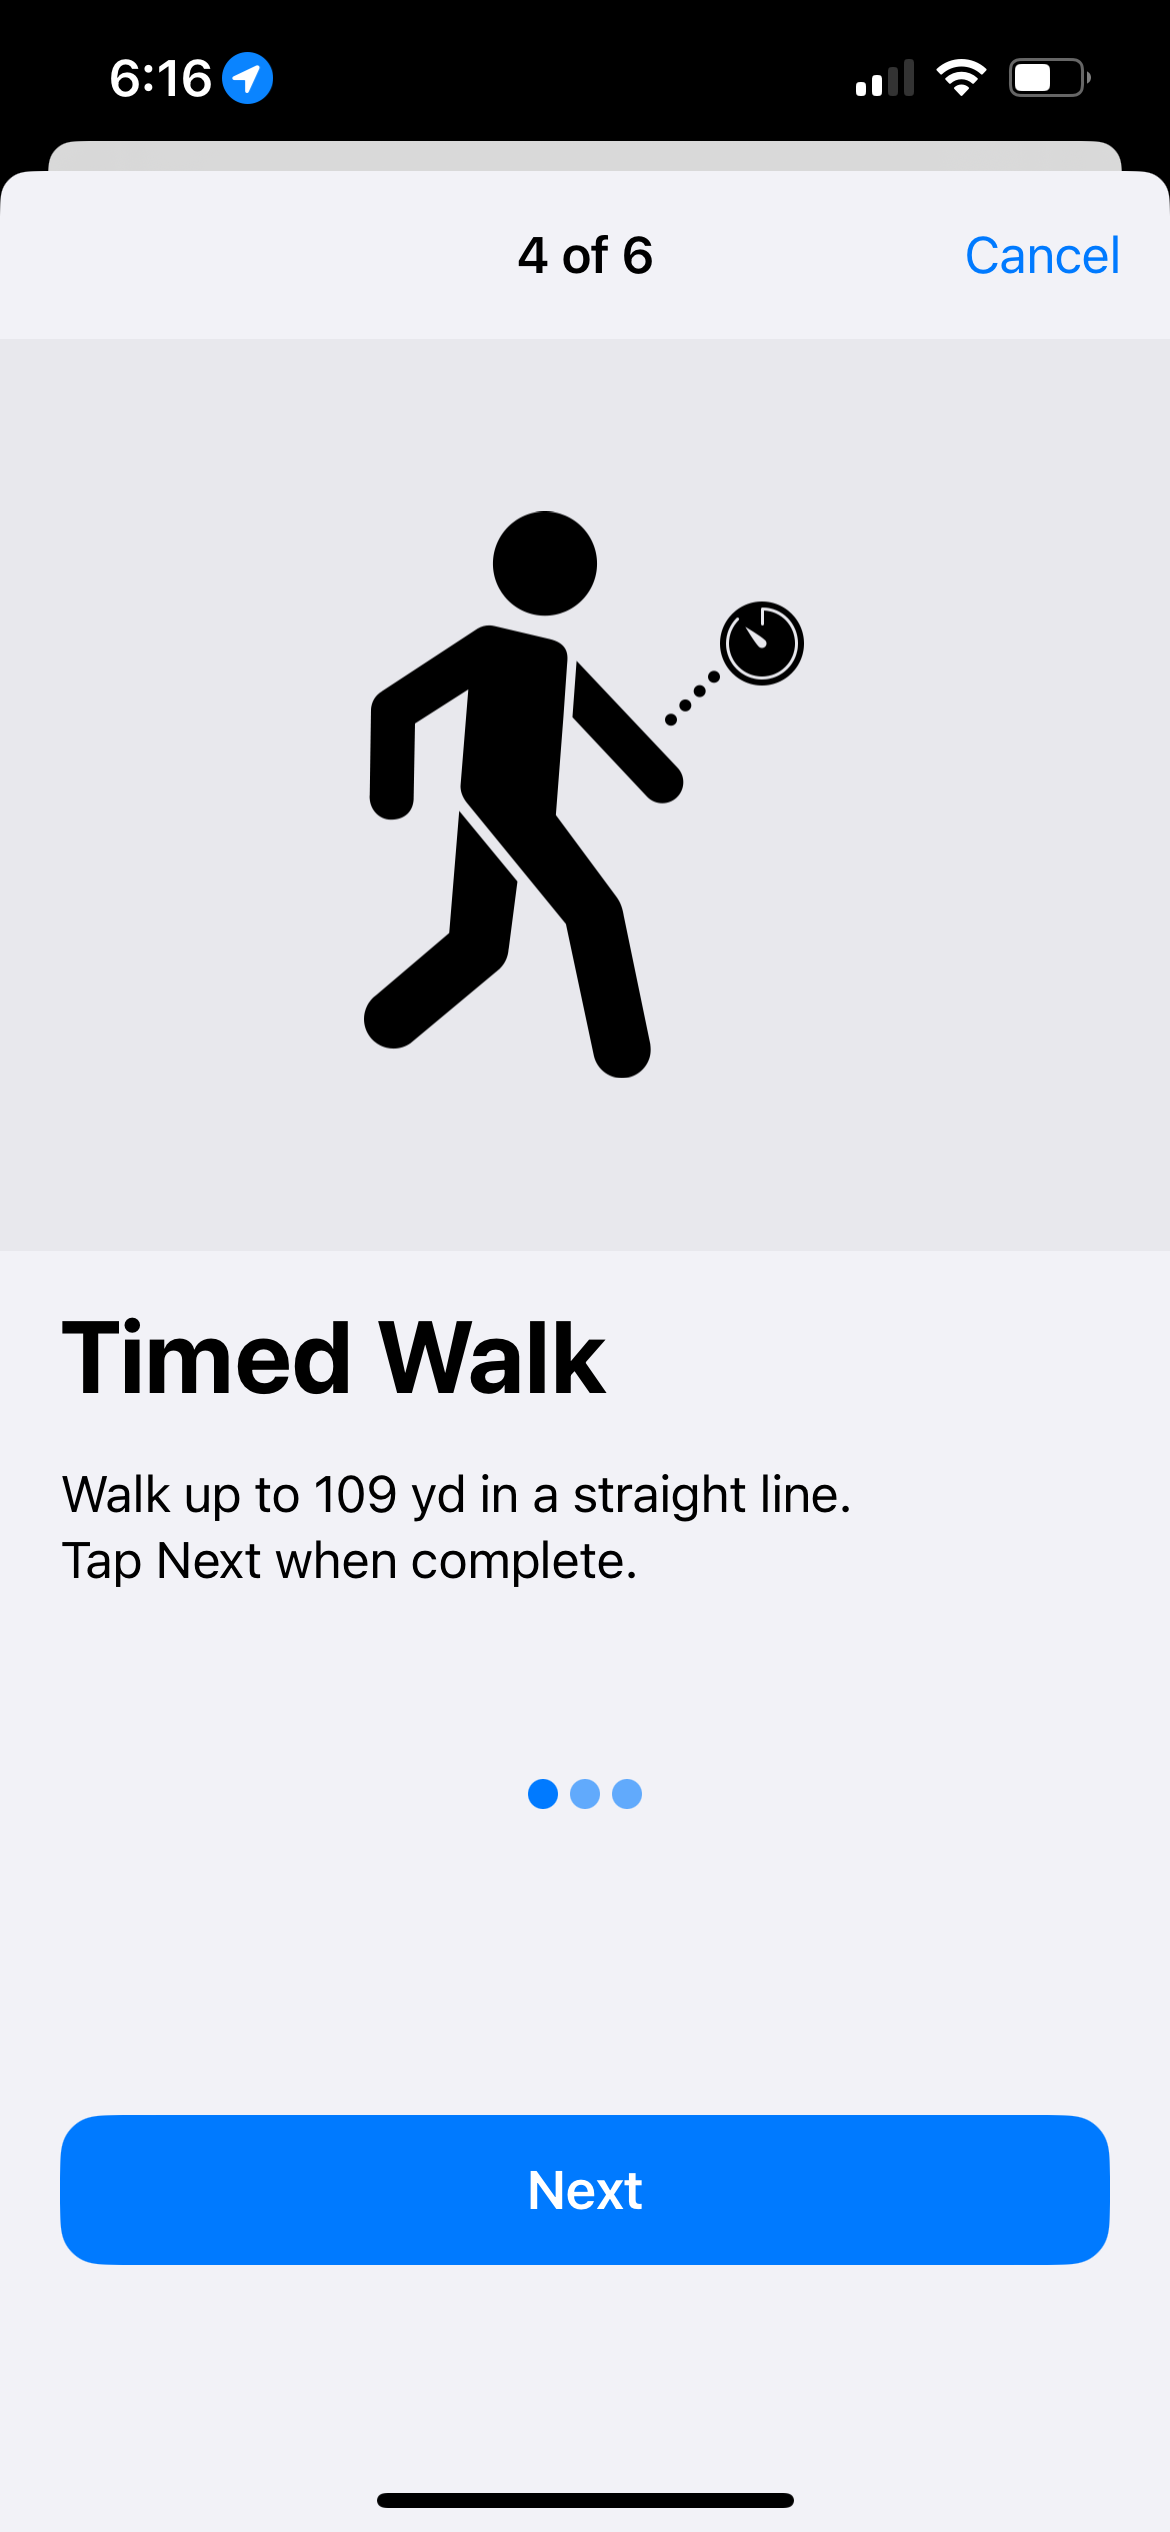 6:16
4 of 6
Cancel
Timed Walk
Walk up to 109 yd in a straight line.
Tap Next when complete.
Next